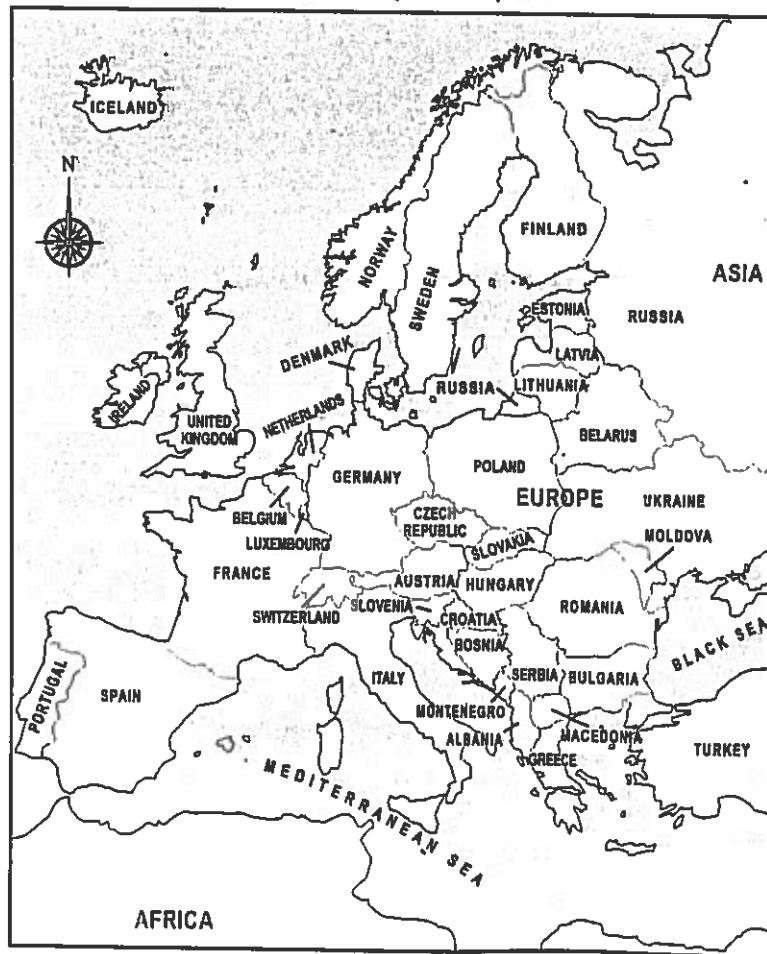 ICELAND
N
FINLAND
NORWAY
SWEDEN
ASIA
ESTONIA
RUSSIA
LATVIA
DENMARK
RUSSIA
LITHUANIA
IRELAND
UNITED
KINGDOM
NETHERLANDS
BELARUS
GERMANY
POLAND
EUROPE
UKRAINE
BELGIUM
CZECH
REPUBLIC
LUXEMBOURG
SLOVAKIA
MOLDOVA
FRANCE
AUSTRIA
HUNGARY
SWITZERLAND
SLOVENIA
ROMANIA
CROATIA
BOSNIA
BLACK SEA
PORTUGAL
SPAIN
ITALY
SERBIA
BULGARIA
MONTENEGRO
ALBANIA
MACEDONIA
GREECE
TURKEY
MEDITERRANEAN SEA
AFRICA